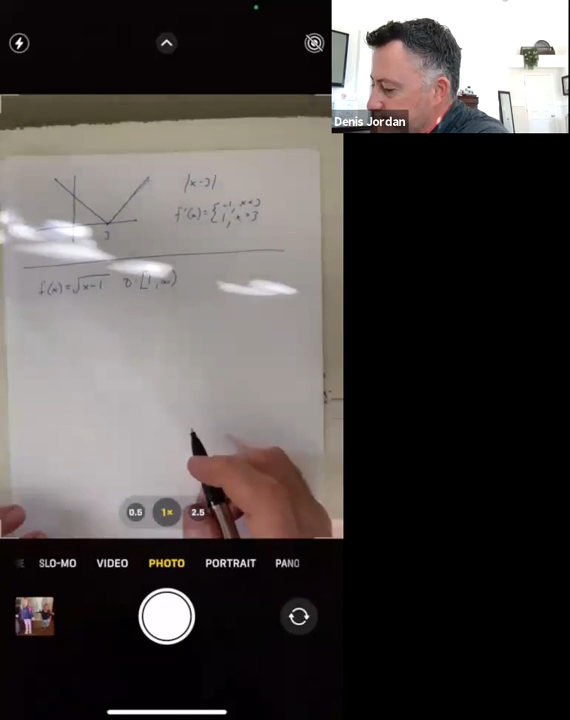 Denis Jordan
|x-3|
f'(x)={-1, x<3
1, x>3
3
f(x)=√x-1 D:[1,∞)
0.5 1× 2.5
SLO-MO VIDEO PHOTO PORTRAIT PANO